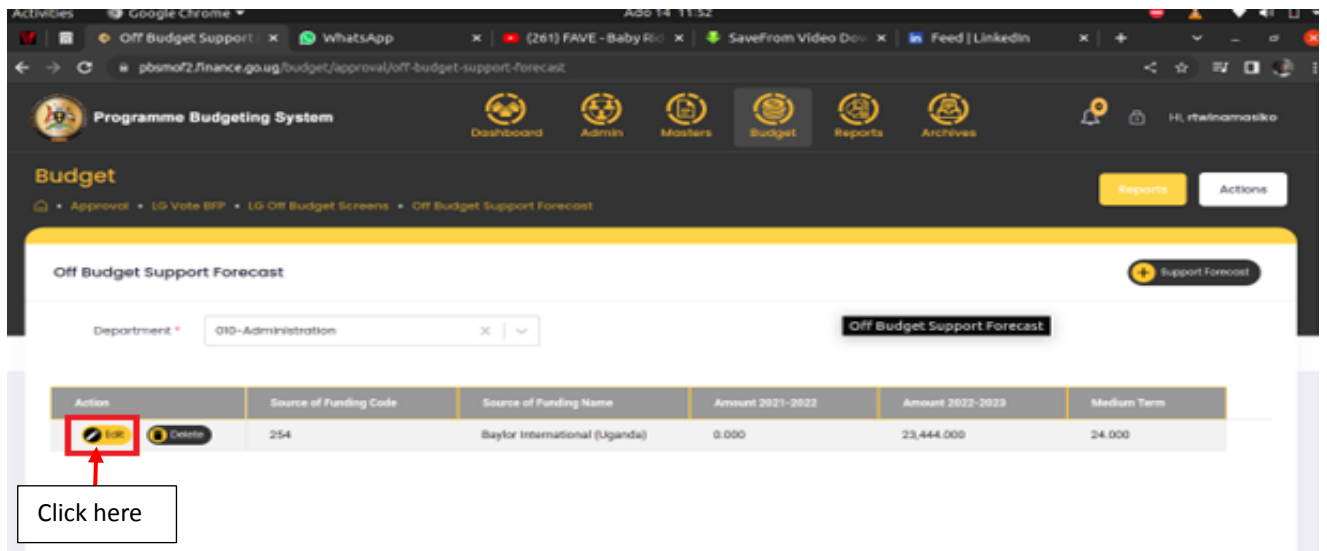 Activities Google Chrome Авб 14 11:52
Off Budget Support WhatsApp (261) FAVE - Baby Rid SaveFrom Video Dow Feed | LinkedIn
pbsmof2.finance.go.ug/budget/approval/off-budget-support-forecast
Programme Budgeting System Dashboard Admin Masters Budget Reports Archives Hi, rtwinamasiko
Budget Reports Actions
Approval • LG Vote BFP • LG Off Budget Screens • Off Budget Support Forecast
Off Budget Support Forecast Support Forecast
Department * 010-Administration Off Budget Support Forecast
Action Source of Funding Code Source of Funding Name Amount 2021-2022 Amount 2022-2023 Medium Term
Edit Delete 254 Baylor International (Uganda) 0.000 23,444.000 24.000
Click here